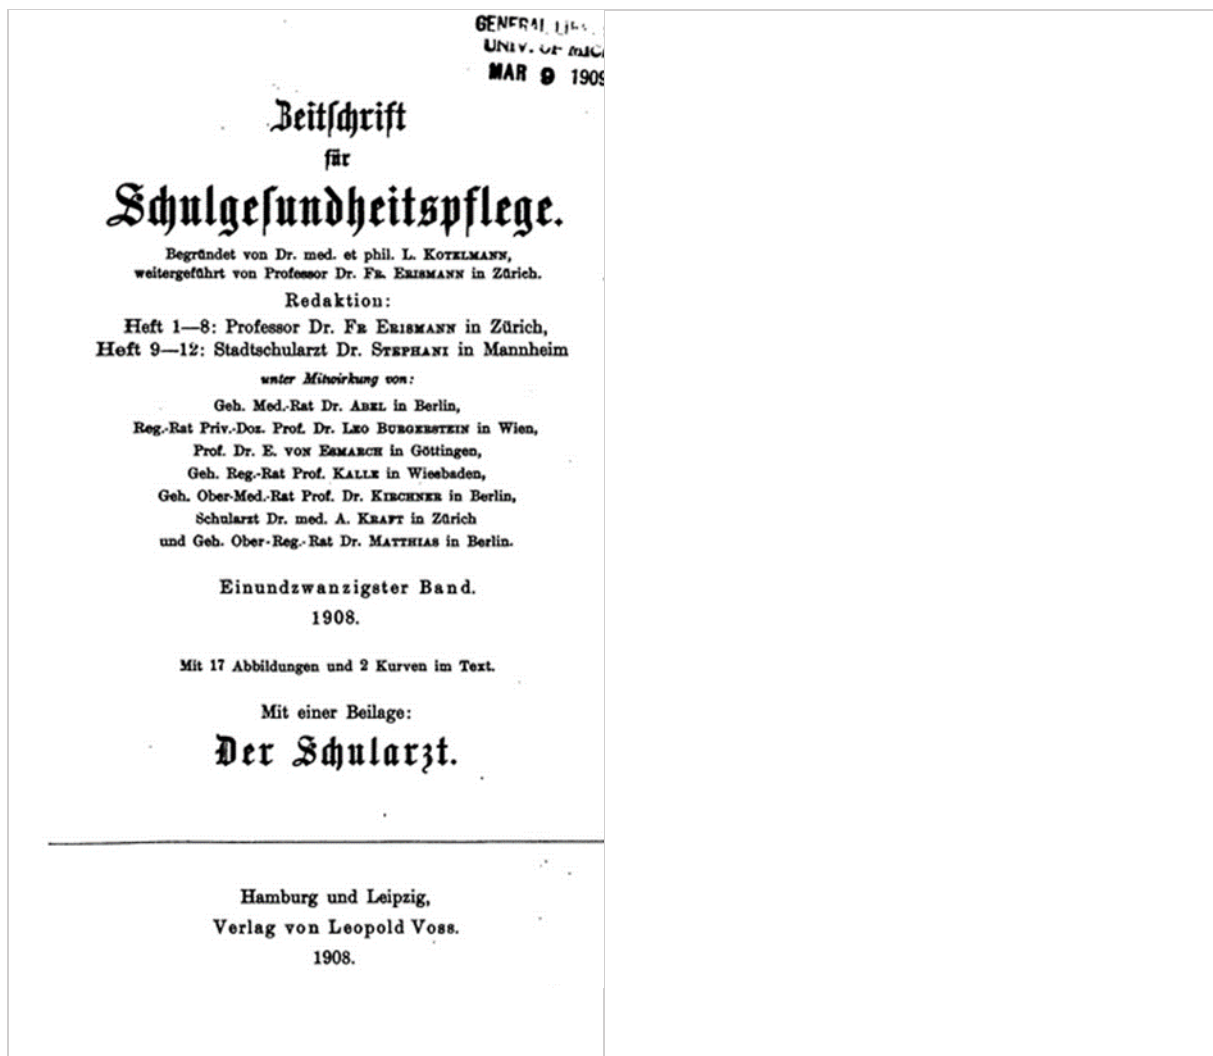 GENERAL
UNIV. OF
MAR 9 1909
Zeitschrift
für
Schulgesundheitspflege.
Begründet von Dr. med. et phil. L. KOTELMANN,
weitergeführt von Professor Dr. FR. ERISMANN in Zürich.
Redaktion:
Heft 1—8: Professor Dr. FR ERISMANN in Zürich,
Heft 9—12: Stadtschularzt Dr. STEPHANI in Mannheim
unter Mitwirkung von:
Geh. Med.-Rat Dr. ABEL in Berlin,
Reg.-Rat Priv.-Doz. Prof. Dr. LEO BURGERSTEIN in Wien,
Prof. Dr. E. VON ESMARCH in Göttingen,
Geh. Reg.-Rat Prof. KALLE in Wiesbaden,
Geh. Ober-Med.-Rat Prof. Dr. KIRCHNER in Berlin,
Schularzt Dr. med. A. KRAFT in Zürich
und Geh. Ober-Reg.-Rat Dr. MATTHIAS in Berlin.
Einundzwanzigster Band.
1908.
Mit 17 Abbildungen und 2 Kurven im Text.
Mit einer Beilage:
Der Schularzt.
Hamburg und Leipzig,
Verlag von Leopold Voss.
1908.